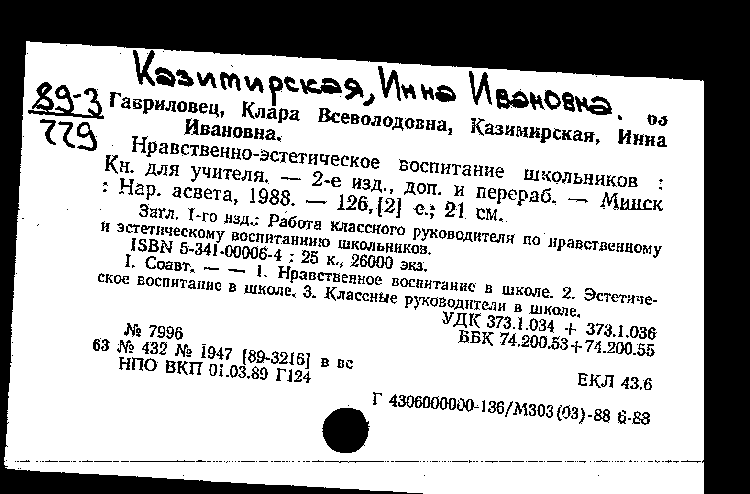 Казимирская, Инна Ивановна.
89-3
229
Гавриловец, Клара Всеволодовна, Казимирская, Инна
Ивановна.
Нравственно-эстетическое воспитание школьников :
Кн. для учителя. — 2-е изд., доп. и перераб. — Минск
: Нар. асвета, 1988. — 126,[2] с.; 21 см.
Загл. 1-го изд.: Работа классного руководителя по нравственному
и эстетическому воспитанию школьников.
ISBN 5-341-00006-4 : 25 к., 26000 экз.
I. Соавт. — — 1. Нравственное воспитание в школе. 2. Эстетиче-
ское воспитание в школе. 3. Классные руководители в школе.
УДК 373.1.034 + 373.1.036
ББК 74.200.53+74.200.55
№ 7996
63 № 432 № 1947 [89-3216] в вс
НПО ВКП 01.03.89 Г124
ЕКЛ 43.6
Г 4306000000-136/М303(03)-88 6-88